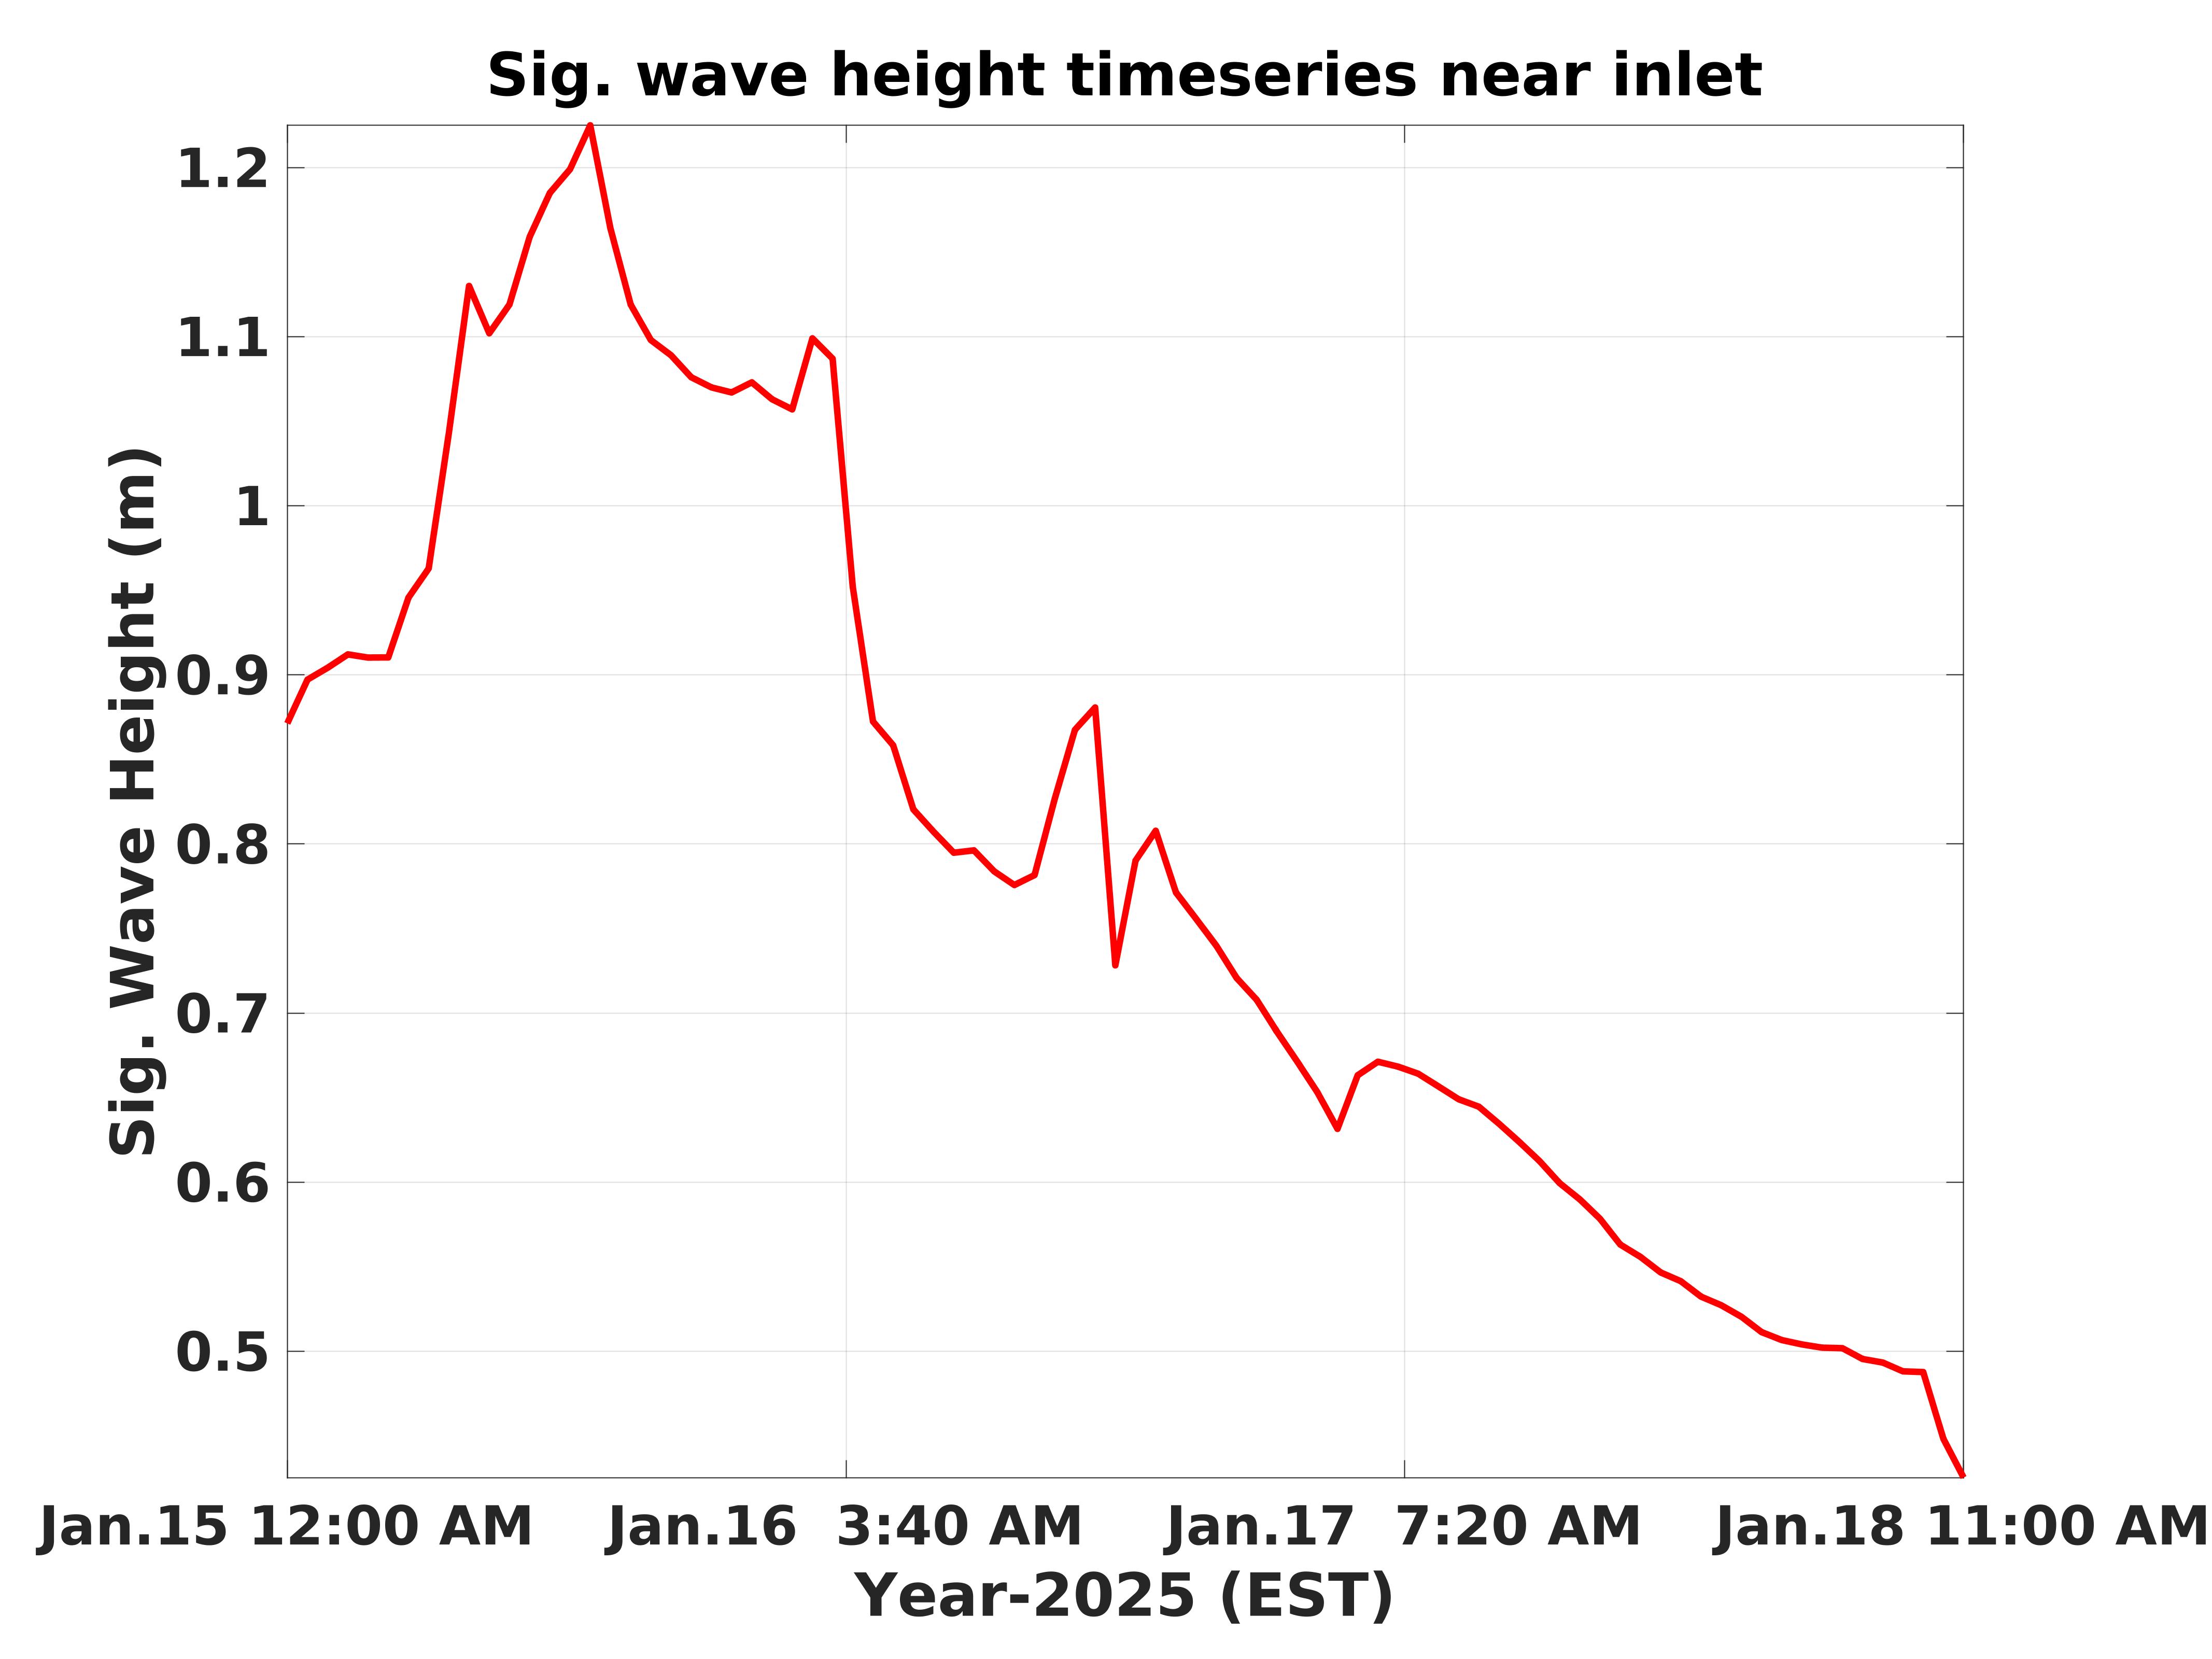 Sig. wave height timeseries near inlet
Sig. Wave Height (m)
1.2
1.1
1
0.9
0.8
0.7
0.6
0.5
Jan.15 12:00 AM Jan.16 3:40 AM Jan.17 7:20 AM Jan.18 11:00 AM
Year-2025 (EST)